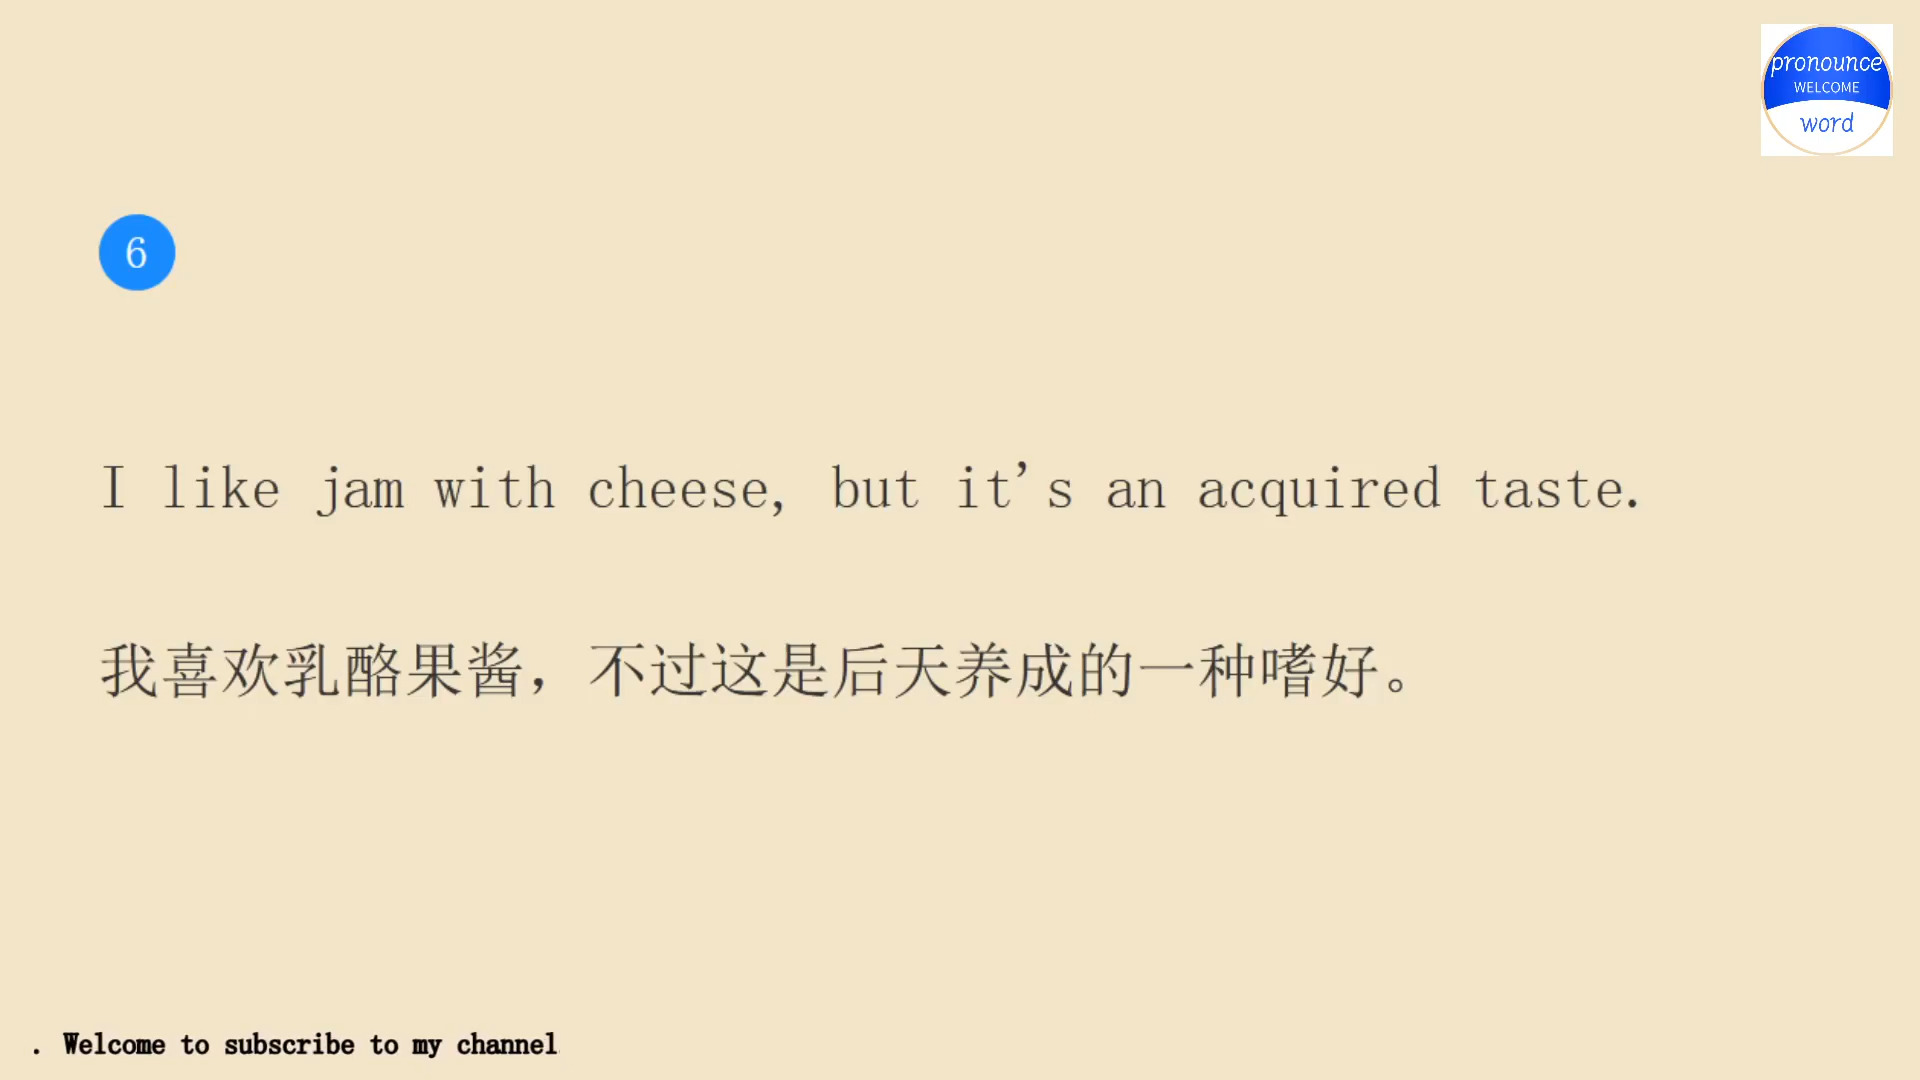 pronounce
WELCOME
word
6
I like jam with cheese, but it's an acquired taste.
我喜欢乳酪果酱，不过这是后天养成的一种嗜好。
. Welcome to subscribe to my channel